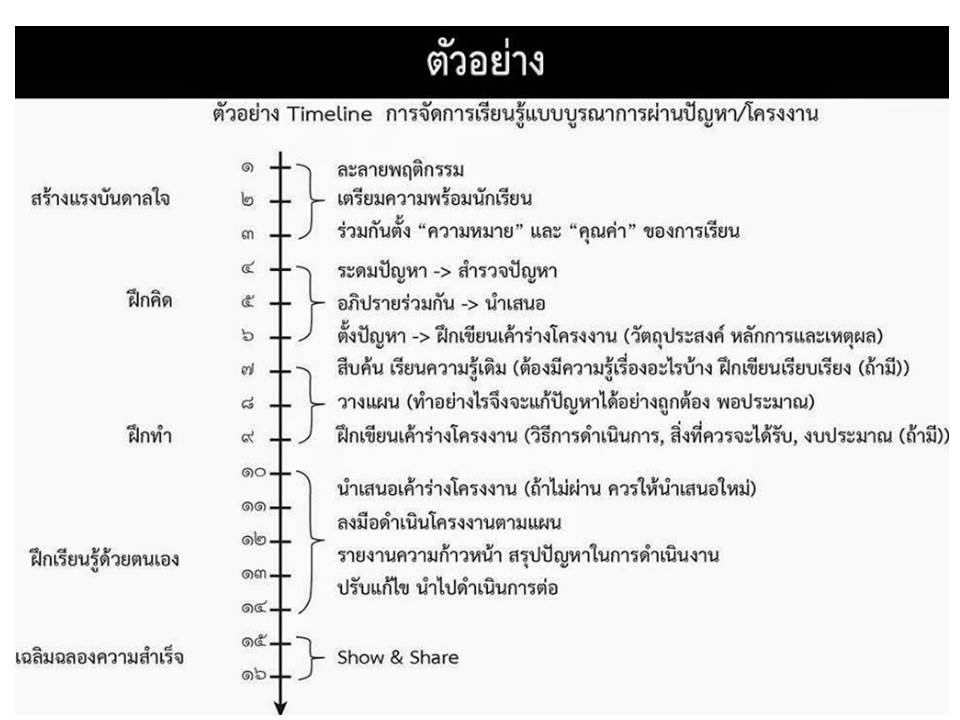 ตัวอย่าง
ตัวอย่าง Timeline การจัดการเรียนรู้แบบบูรณาการผ่านปัญหา/โครงงาน
สร้างแรงบันดาลใจ
๑
๒
๓
ละลายพฤติกรรม
เตรียมความพร้อมนักเรียน
ร่วมกันตั้ง “ความหมาย” และ “คุณค่า” ของการเรียน
ฝึกคิด
๔
๕
๖
ระดมปัญหา -> สำรวจปัญหา
อภิปรายร่วมกัน -> นำเสนอ
ตั้งปัญหา -> ฝึกเขียนเค้าร่างโครงงาน (วัตถุประสงค์ หลักการและเหตุผล)
ฝึกทำ
๗
๘
๙
สืบค้น เรียนความรู้เดิม (ต้องมีความรู้เรื่องอะไรบ้าง ฝึกเขียนเรียบเรียง (ถ้ามี))
วางแผน (ทำอย่างไรจึงจะแก้ปัญหาได้อย่างถูกต้อง พอประมาณ)
ฝึกเขียนเค้าร่างโครงงาน (วิธีการดำเนินการ, สิ่งที่ควรจะได้รับ, งบประมาณ (ถ้ามี))
ฝึกเรียนรู้ด้วยตนเอง
๑๐
๑๑
๑๒
๑๓
๑๔
นำเสนอเค้าร่างโครงงาน (ถ้าไม่ผ่าน ควรให้นำเสนอใหม่)
ลงมือดำเนินโครงงานตามแผน
รายงานความก้าวหน้า สรุปปัญหาในการดำเนินงาน
ปรับแก้ไข นำไปดำเนินการต่อ
เฉลิมฉลองความสำเร็จ
๑๕
๑๖
Show & Share